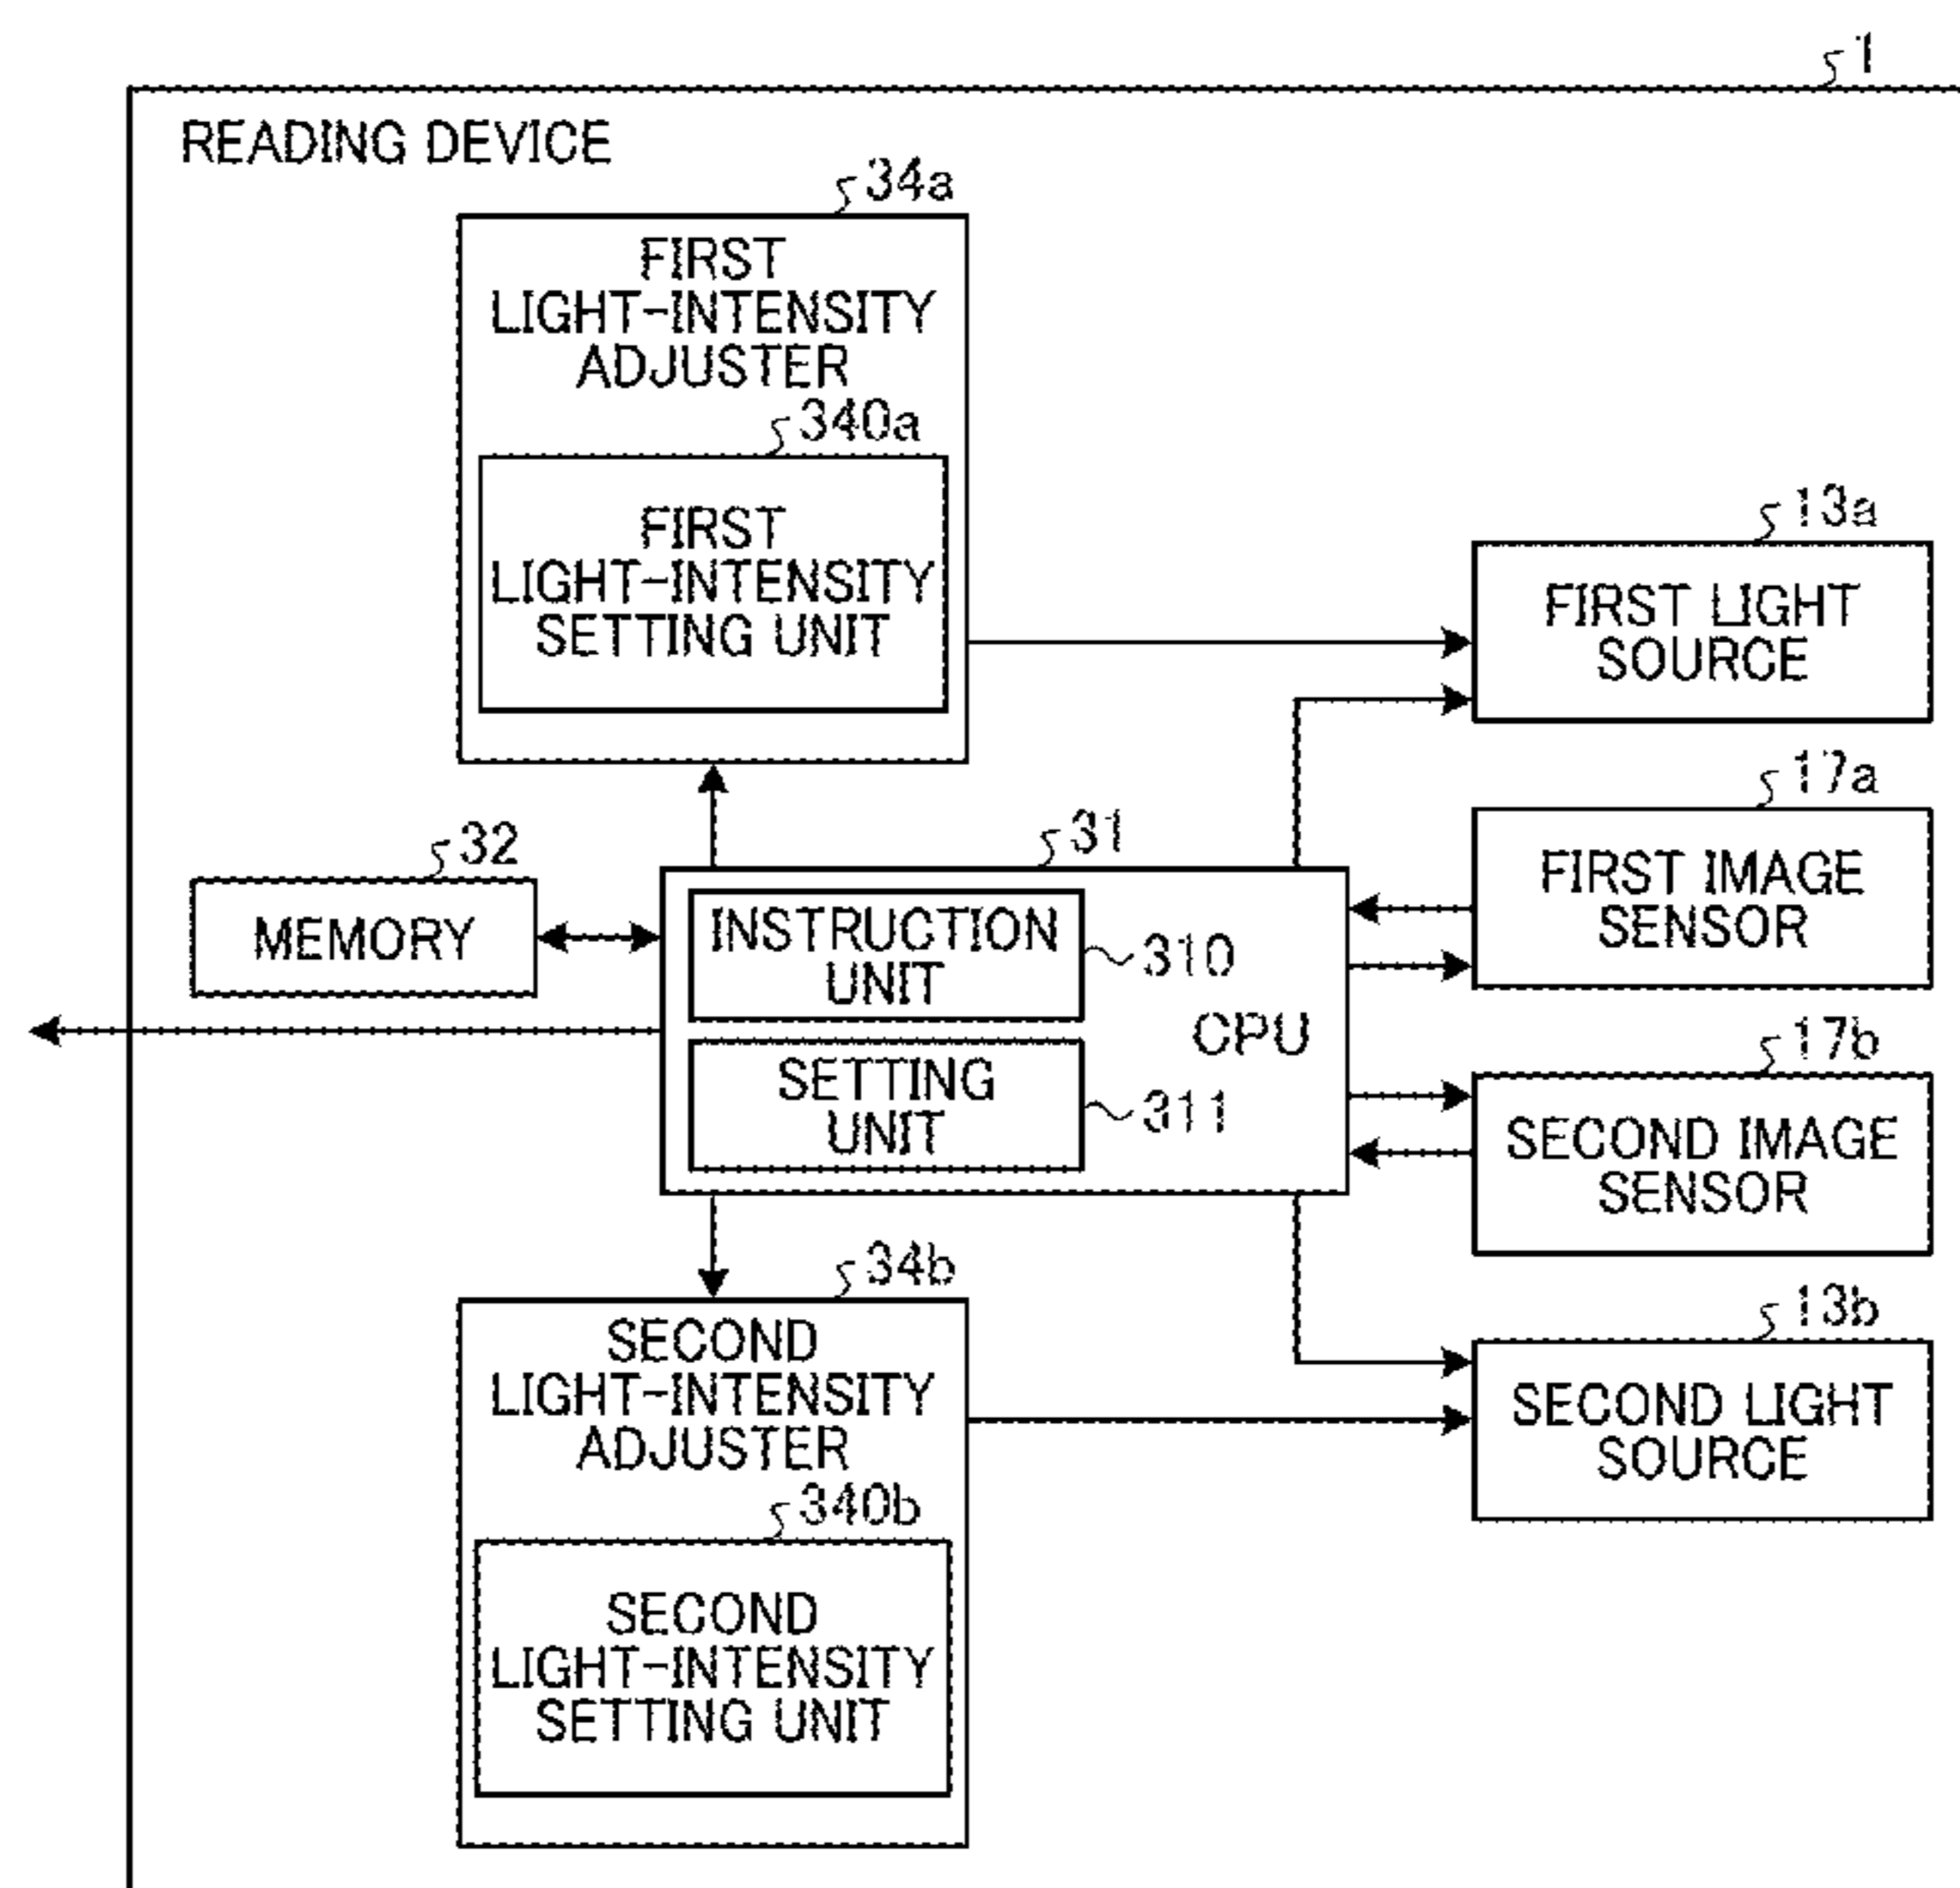 1
READING DEVICE
34a
FIRST
LIGHT-INTENSITY
ADJUSTER
340a
FIRST
LIGHT-INTENSITY
SETTING UNIT
13a
FIRST LIGHT
SOURCE
17a
FIRST IMAGE
SENSOR
32
MEMORY
31
INSTRUCTION
UNIT
310
CPU
SETTING
UNIT
311
17b
SECOND IMAGE
SENSOR
34b
SECOND
LIGHT-INTENSITY
ADJUSTER
340b
SECOND
LIGHT-INTENSITY
SETTING UNIT
13b
SECOND LIGHT
SOURCE